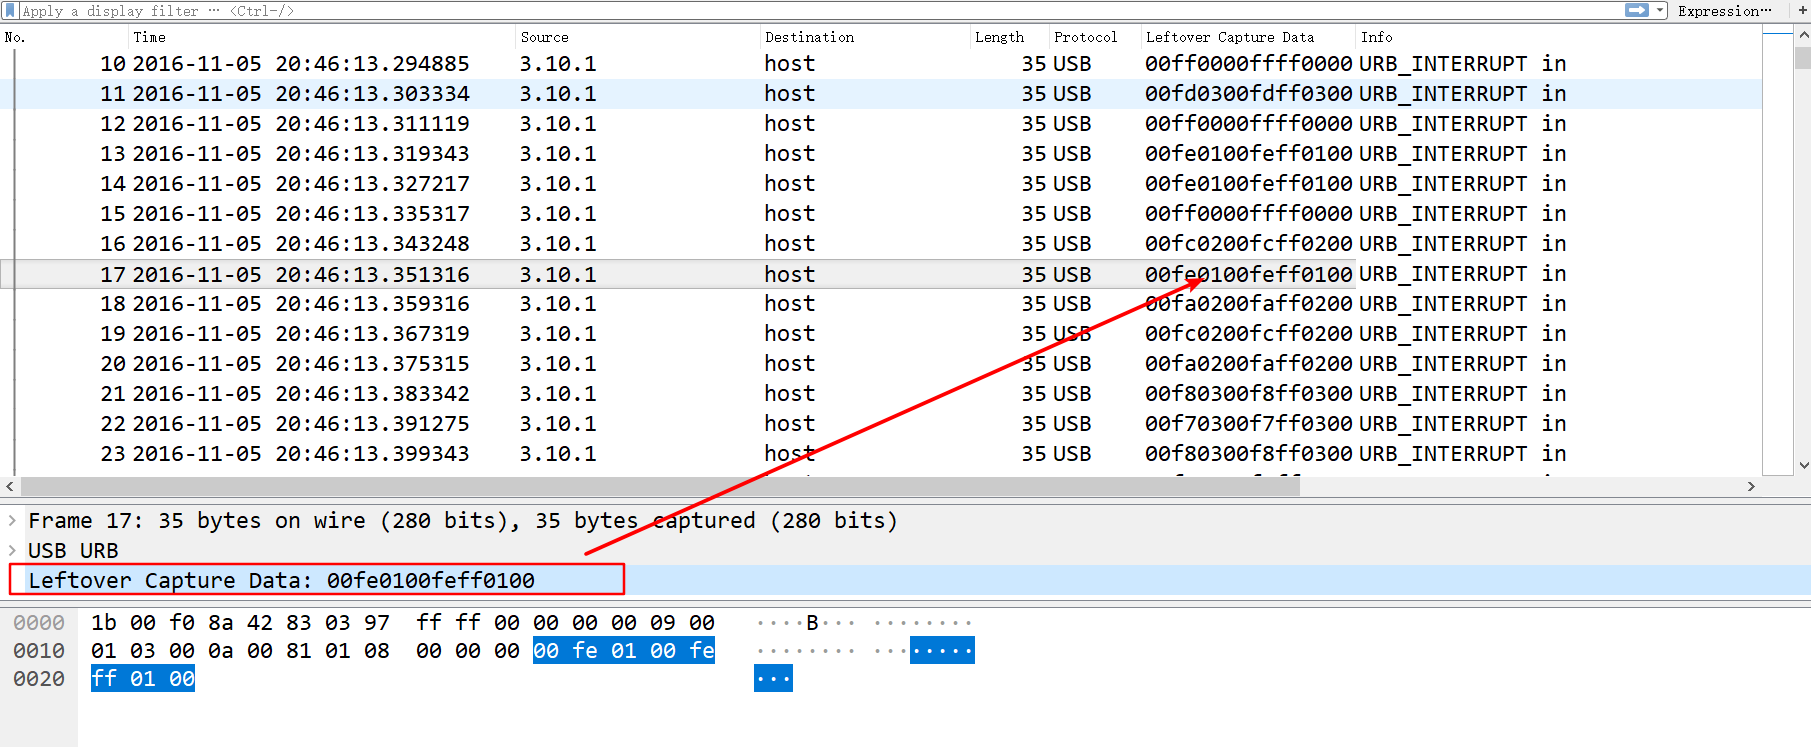 Apply a display filter … <Ctrl-/> Expression… +
No. Time Source Destination Length Protocol Leftover Capture Data Info
10 2016-11-05 20:46:13.294885 3.10.1 host 35 USB 00ff0000ffff0000 URB_INTERRUPT in
11 2016-11-05 20:46:13.303334 3.10.1 host 35 USB 00fd0300fdff0300 URB_INTERRUPT in
12 2016-11-05 20:46:13.311119 3.10.1 host 35 USB 00ff0000ffff0000 URB_INTERRUPT in
13 2016-11-05 20:46:13.319343 3.10.1 host 35 USB 00fe0100feff0100 URB_INTERRUPT in
14 2016-11-05 20:46:13.327217 3.10.1 host 35 USB 00fe0100feff0100 URB_INTERRUPT in
15 2016-11-05 20:46:13.335317 3.10.1 host 35 USB 00ff0000ffff0000 URB_INTERRUPT in
16 2016-11-05 20:46:13.343248 3.10.1 host 35 USB 00fc0200fcff0200 URB_INTERRUPT in
17 2016-11-05 20:46:13.351316 3.10.1 host 35 USB 00fe0100feff0100 URB_INTERRUPT in
18 2016-11-05 20:46:13.359316 3.10.1 host 35 USB 00fa0200faff0200 URB_INTERRUPT in
19 2016-11-05 20:46:13.367319 3.10.1 host 35 USB 00fc0200fcff0200 URB_INTERRUPT in
20 2016-11-05 20:46:13.375315 3.10.1 host 35 USB 00fa0200faff0200 URB_INTERRUPT in
21 2016-11-05 20:46:13.383342 3.10.1 host 35 USB 00f80300f8ff0300 URB_INTERRUPT in
22 2016-11-05 20:46:13.391275 3.10.1 host 35 USB 00f70300f7ff0300 URB_INTERRUPT in
23 2016-11-05 20:46:13.399343 3.10.1 host 35 USB 00f80300f8ff0300 URB_INTERRUPT in
Frame 17: 35 bytes on wire (280 bits), 35 bytes captured (280 bits)
USB URB
Leftover Capture Data: 00fe0100feff0100
0000 1b 00 f0 8a 42 83 03 97 ff ff 00 00 00 00 09 00 ····B··· ········
0010 01 03 00 0a 00 81 01 08 00 00 00 00 fe 01 00 fe ········ ········
0020 ff 01 00 ···